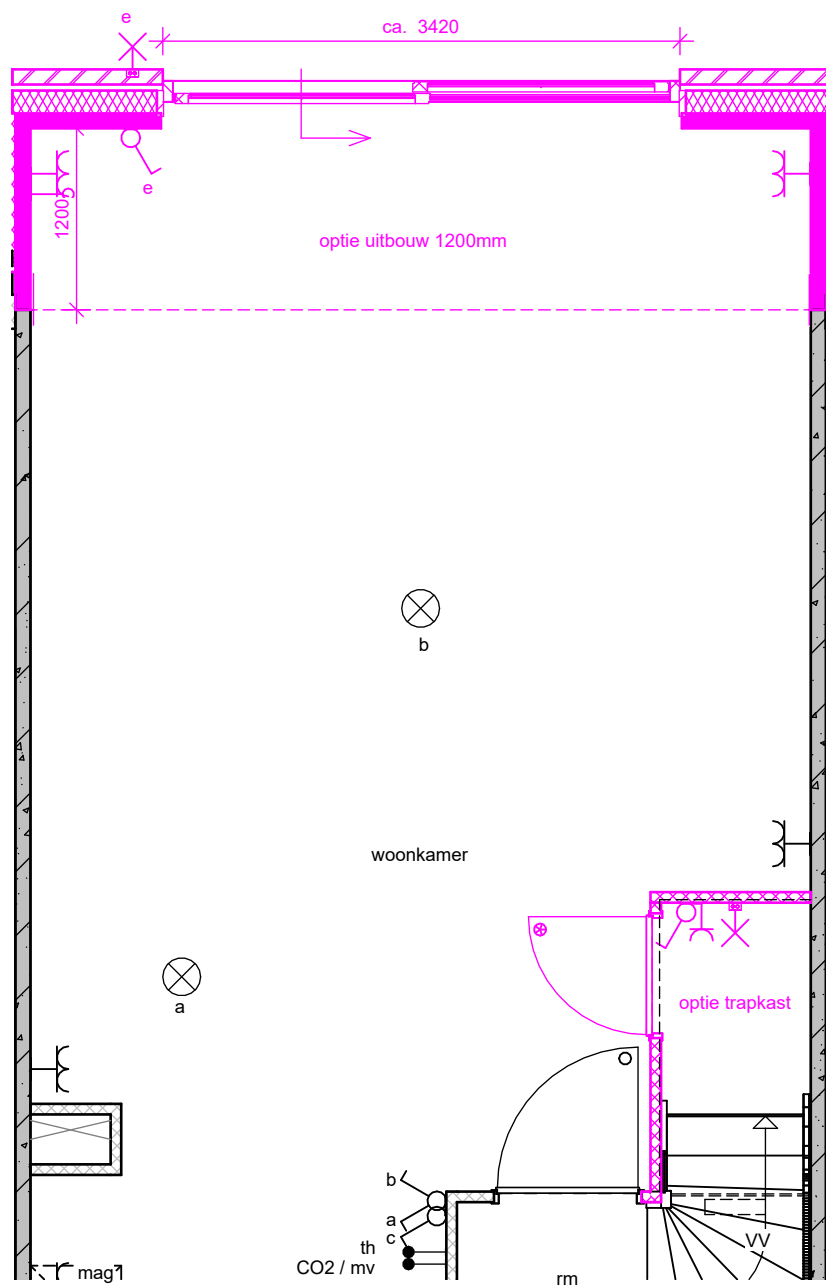 e
ca. 3420
e
1200
optie uitbouw 1200mm
b
woonkamer
a
optie trapkast
b
a
c
th
CO2 / mv
mag
rm
VV